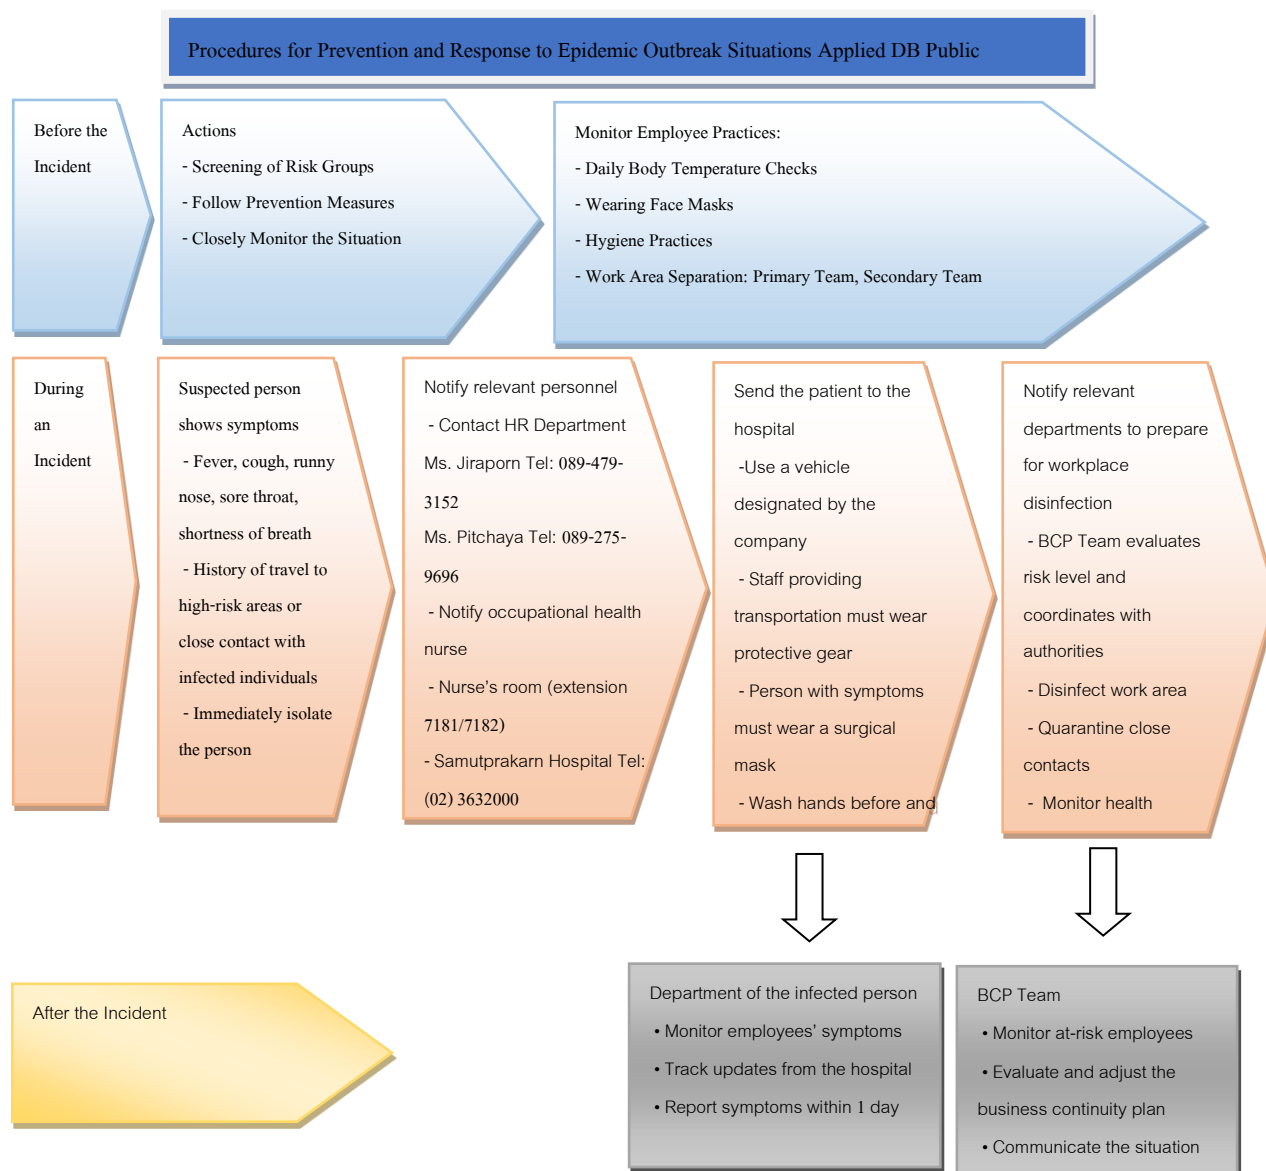 Procedures for Prevention and Response to Epidemic Outbreak Situations Applied DB Public
Before the
Incident
Actions
- Screening of Risk Groups
- Follow Prevention Measures
- Closely Monitor the Situation
Monitor Employee Practices:
- Daily Body Temperature Checks
- Wearing Face Masks
- Hygiene Practices
- Work Area Separation: Primary Team, Secondary Team
During
an
Incident
Suspected person
shows symptoms
- Fever, cough, runny
nose, sore throat,
shortness of breath
- History of travel to
high-risk areas or
close contact with
infected individuals
- Immediately isolate
the person
Notify relevant personnel
- Contact HR Department
Ms. Jiraporn Tel: 089-479-
3152
Ms. Pitchaya Tel: 089-275-
9696
- Notify occupational health
nurse
- Nurse's room (extension
7181/7182)
- Samutprakarn Hospital Tel:
(02) 3632000
Send the patient to the
hospital
-Use a vehicle
designated by the
company
- Staff providing
transportation must wear
protective gear
- Person with symptoms
must wear a surgical
mask
- Wash hands before and
Notify relevant
departments to prepare
for workplace
disinfection
- BCP Team evaluates
risk level and
coordinates with
authorities
- Disinfect work area
- Quarantine close
contacts
- Monitor health
After the Incident
Department of the infected person
• Monitor employees' symptoms
• Track updates from the hospital
• Report symptoms within 1 day
BCP Team
• Monitor at-risk employees
• Evaluate and adjust the
business continuity plan
• Communicate the situation